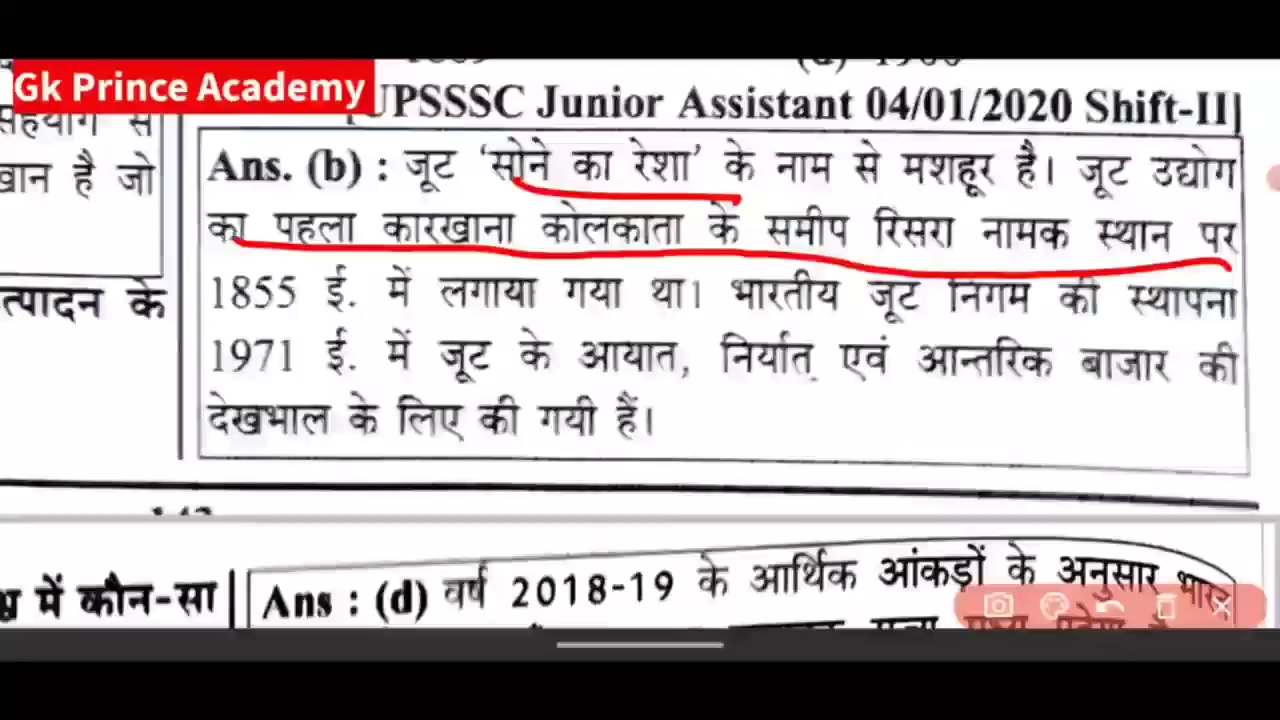 Gk Prince Academy
UPSSSC Junior Assistant 04/01/2020 Shift-II]
सहयोग से
खान है जो
Ans. (b) : जूट ‘सोने का रेशा’ के नाम से मशहूर है। जूट उद्योग
का पहला कारखाना कोलकाता के समीप रिसरा नामक स्थान पर
त्पादन के
1855 ई. में लगाया गया था। भारतीय जूट निगम की स्थापना
1971 ई. में जूट के आयात, निर्यात एवं आन्तरिक बाजार की
देखभाल के लिए की गयी हैं।
में कौन-सा
Ans : (d) वर्ष 2018-19 के आर्थिक आंकड़ों के अनुसार भारत